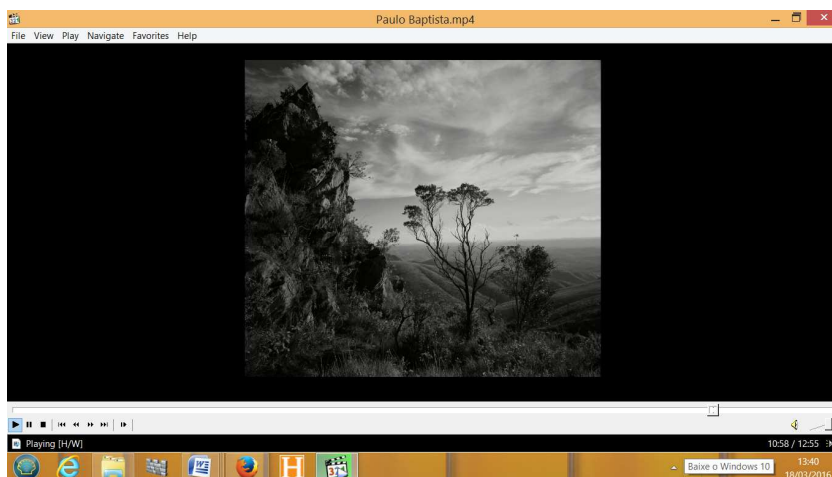 Paulo Baptista.mp4
File View Play Navigate Favorites Help
Playing [H/W]
10:58 / 12:55
Baixe o Windows 10
13:40
18/03/2016